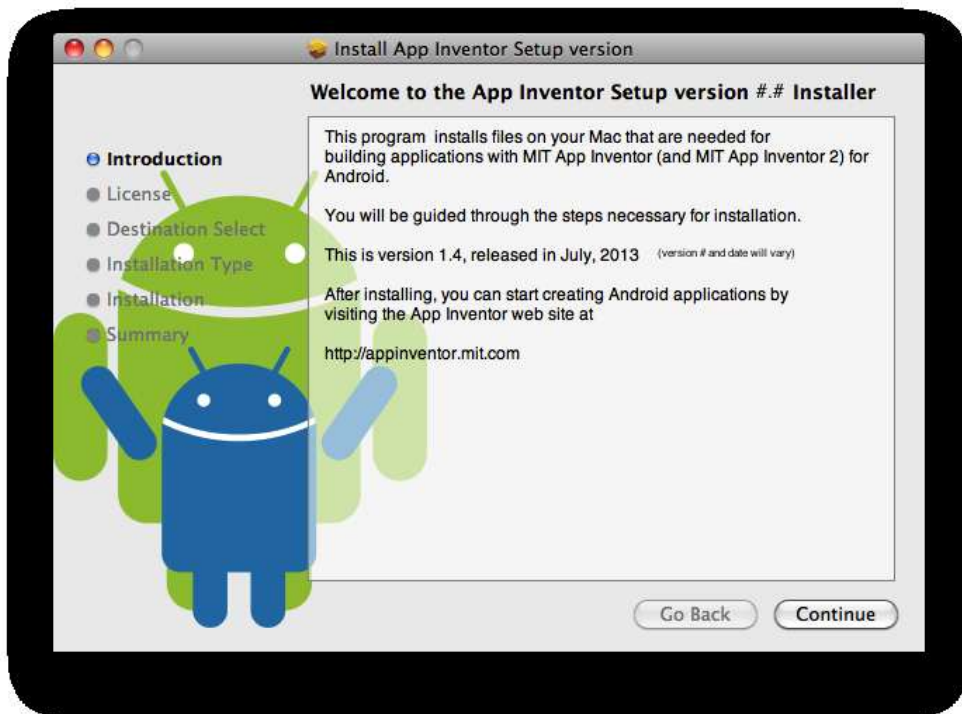 Install App Inventor Setup version
Welcome to the App Inventor Setup version #.# Installer
Introduction
License
Destination Select
Installation Type
Installation
Summary
This program installs files on your Mac that are needed for
building applications with MIT App Inventor (and MIT App Inventor 2) for
Android.
You will be guided through the steps necessary for installation.
This is version 1.4, released in July, 2013 (version # and date will vary)
After installing, you can start creating Android applications by
visiting the App Inventor web site at
http://appinventor.mit.com
Go Back Continue